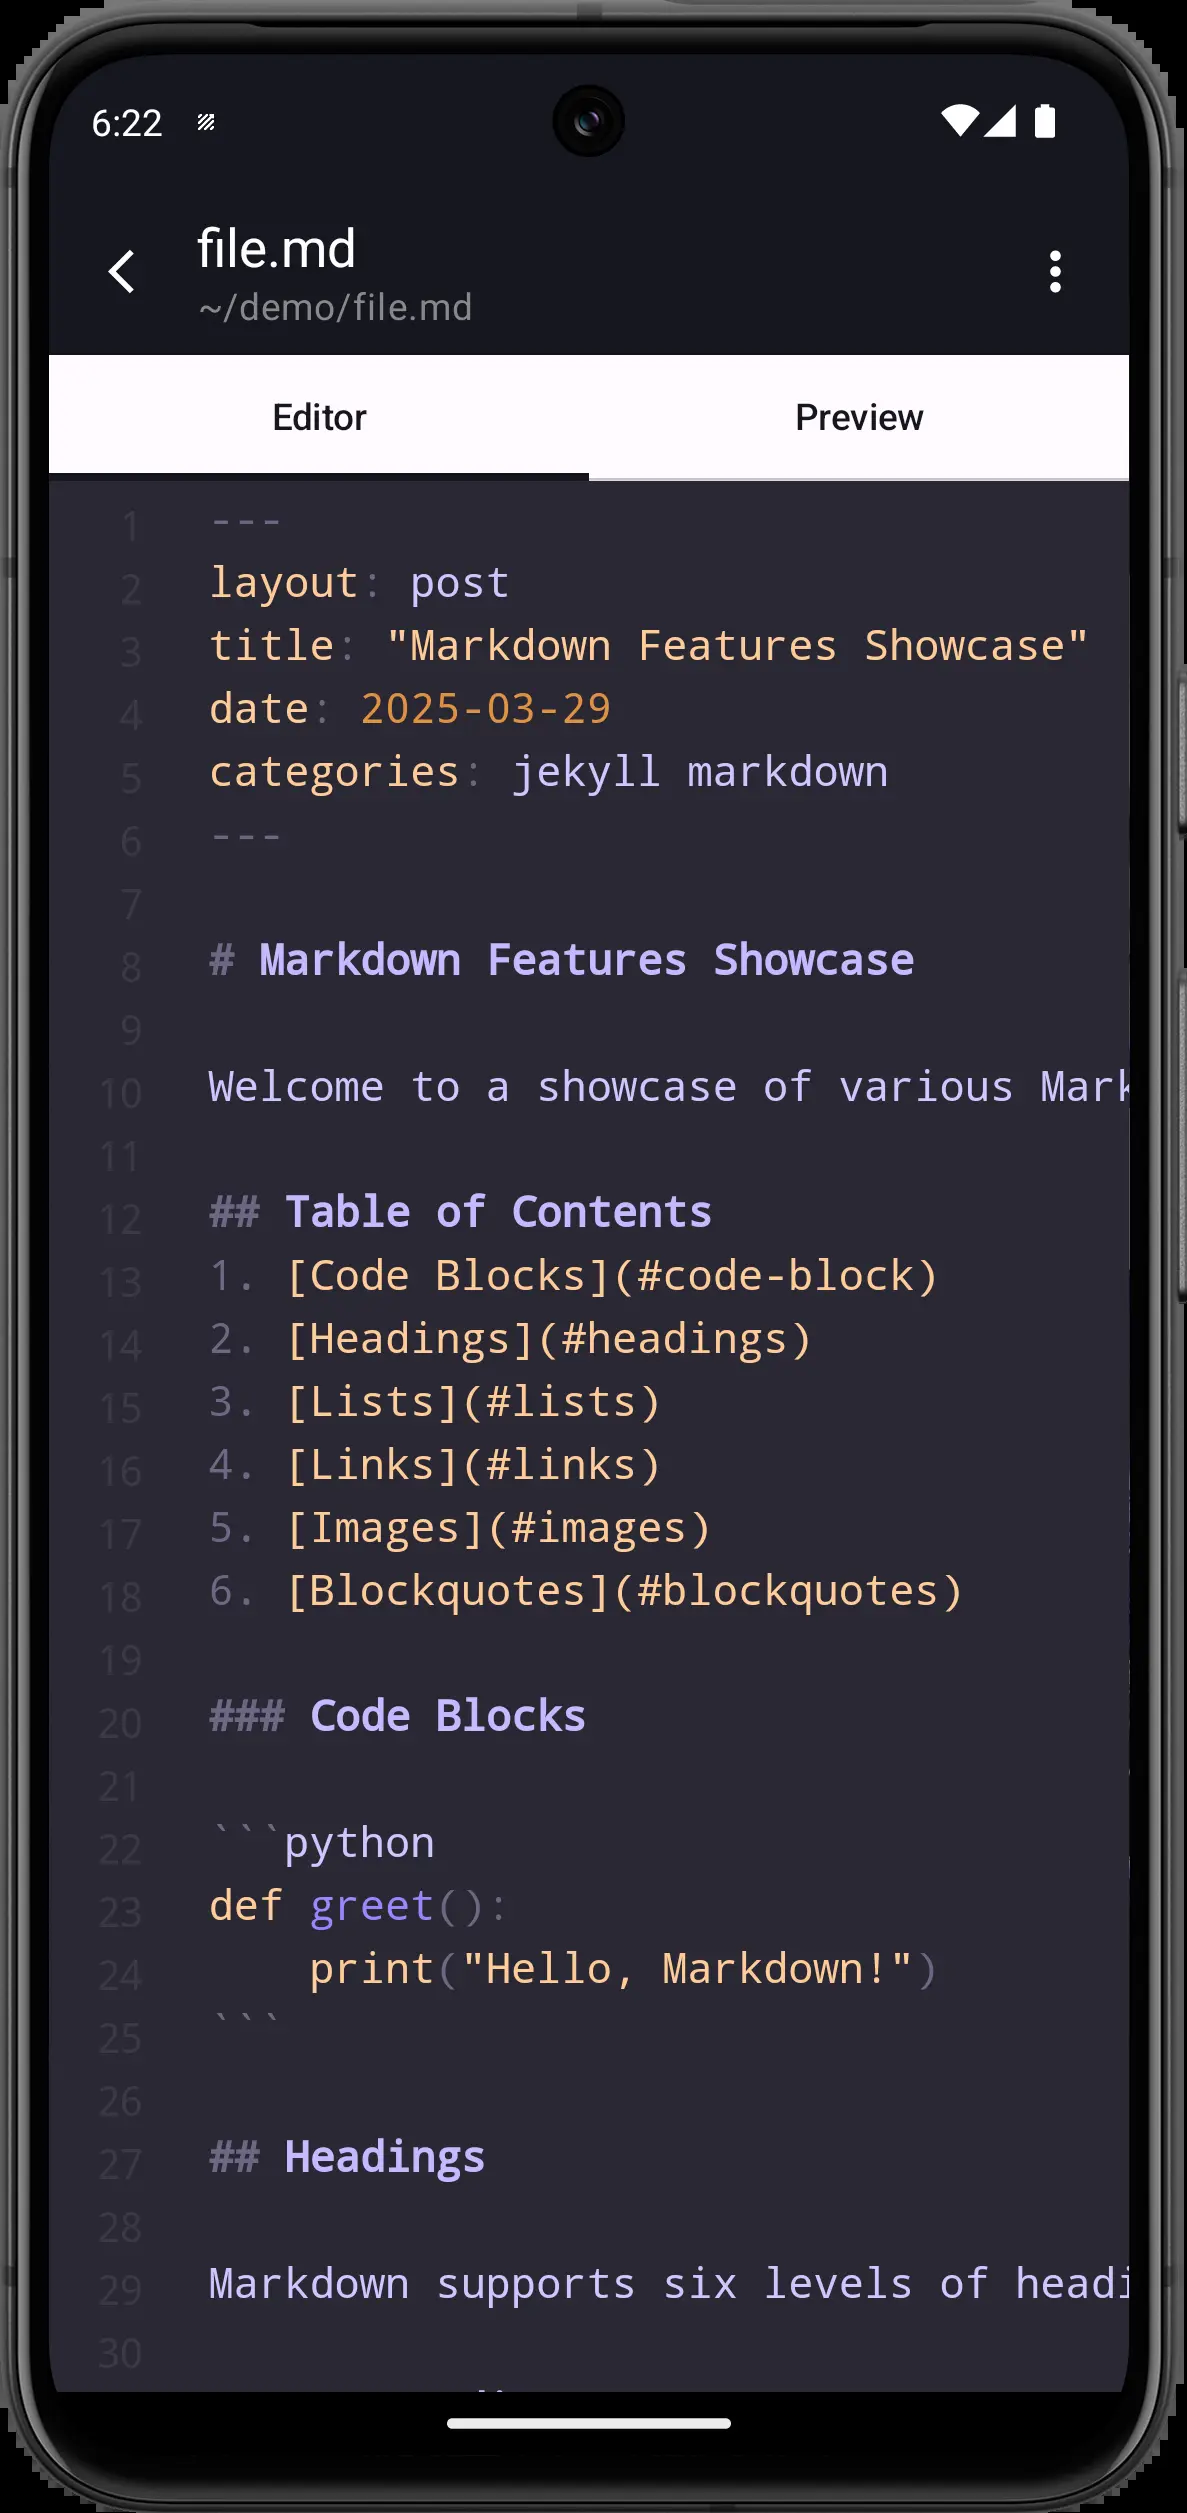 6:22
file.md
~/demo/file.md
Editor Preview
1 ---
2 layout: post
3 title: "Markdown Features Showcase"
4 date: 2025-03-29
5 categories: jekyll markdown
6 ---
7
8 # Markdown Features Showcase
9
10 Welcome to a showcase of various Mark
11
12 ## Table of Contents
13 1. [Code Blocks](#code-block)
14 2. [Headings](#headings)
15 3. [Lists](#lists)
16 4. [Links](#links)
17 5. [Images](#images)
18 6. [Blockquotes](#blockquotes)
19
20 ### Code Blocks
21
22 ```python
23 def greet():
24     print("Hello, Markdown!")
25 ```
26
27 ## Headings
28
29 Markdown supports six levels of headi
30